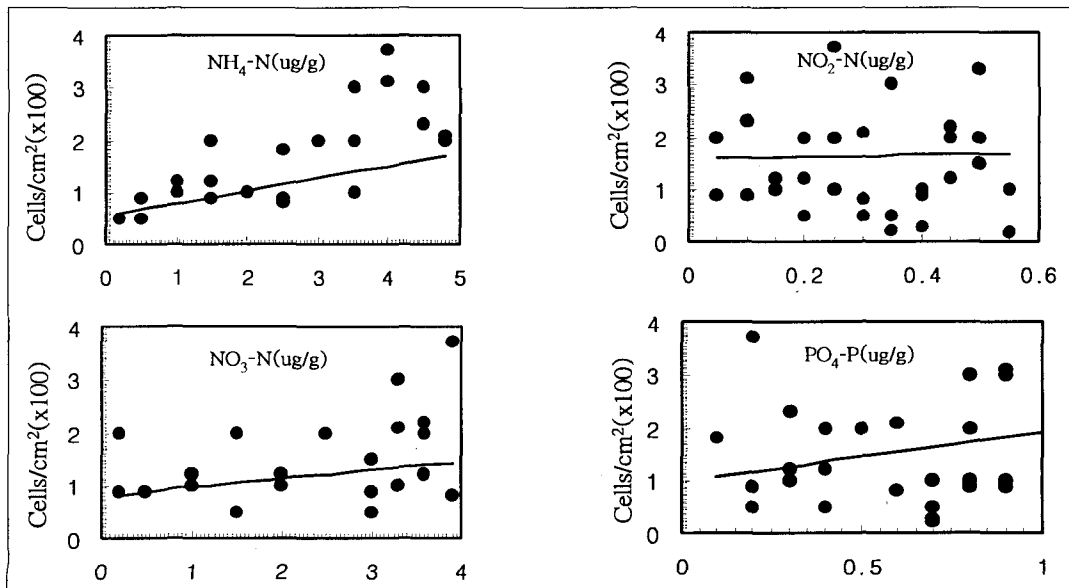 NH₄-N(ug/g)
Cells/cm²(x100)
4
3
2
1
0
0 1 2 3 4 5
NO₂-N(ug/g)
Cells/cm²(x100)
4
3
2
1
0
0 0.2 0.4 0.6
NO₃-N(ug/g)
Cells/cm²(x100)
4
3
2
1
0
0 1 2 3 4
PO₄-P(ug/g)
Cells/cm²(x100)
4
3
2
1
0
0 0.5 1